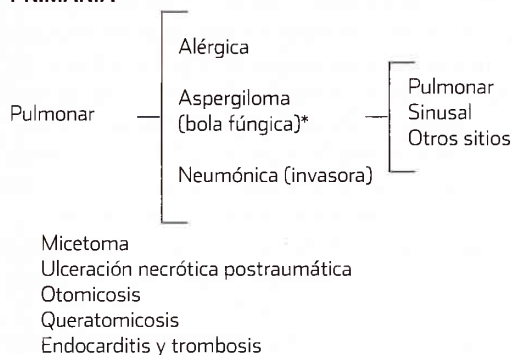 Alérgica
Pulmonar
Aspergiloma
(bola fúngica)*
Pulmonar
Sinusal
Otros sitios
Neumónica (invasora)
Micetoma
Ulceración necrótica postraumática
Otomicosis
Queratomicosis
Endocarditis y trombosis